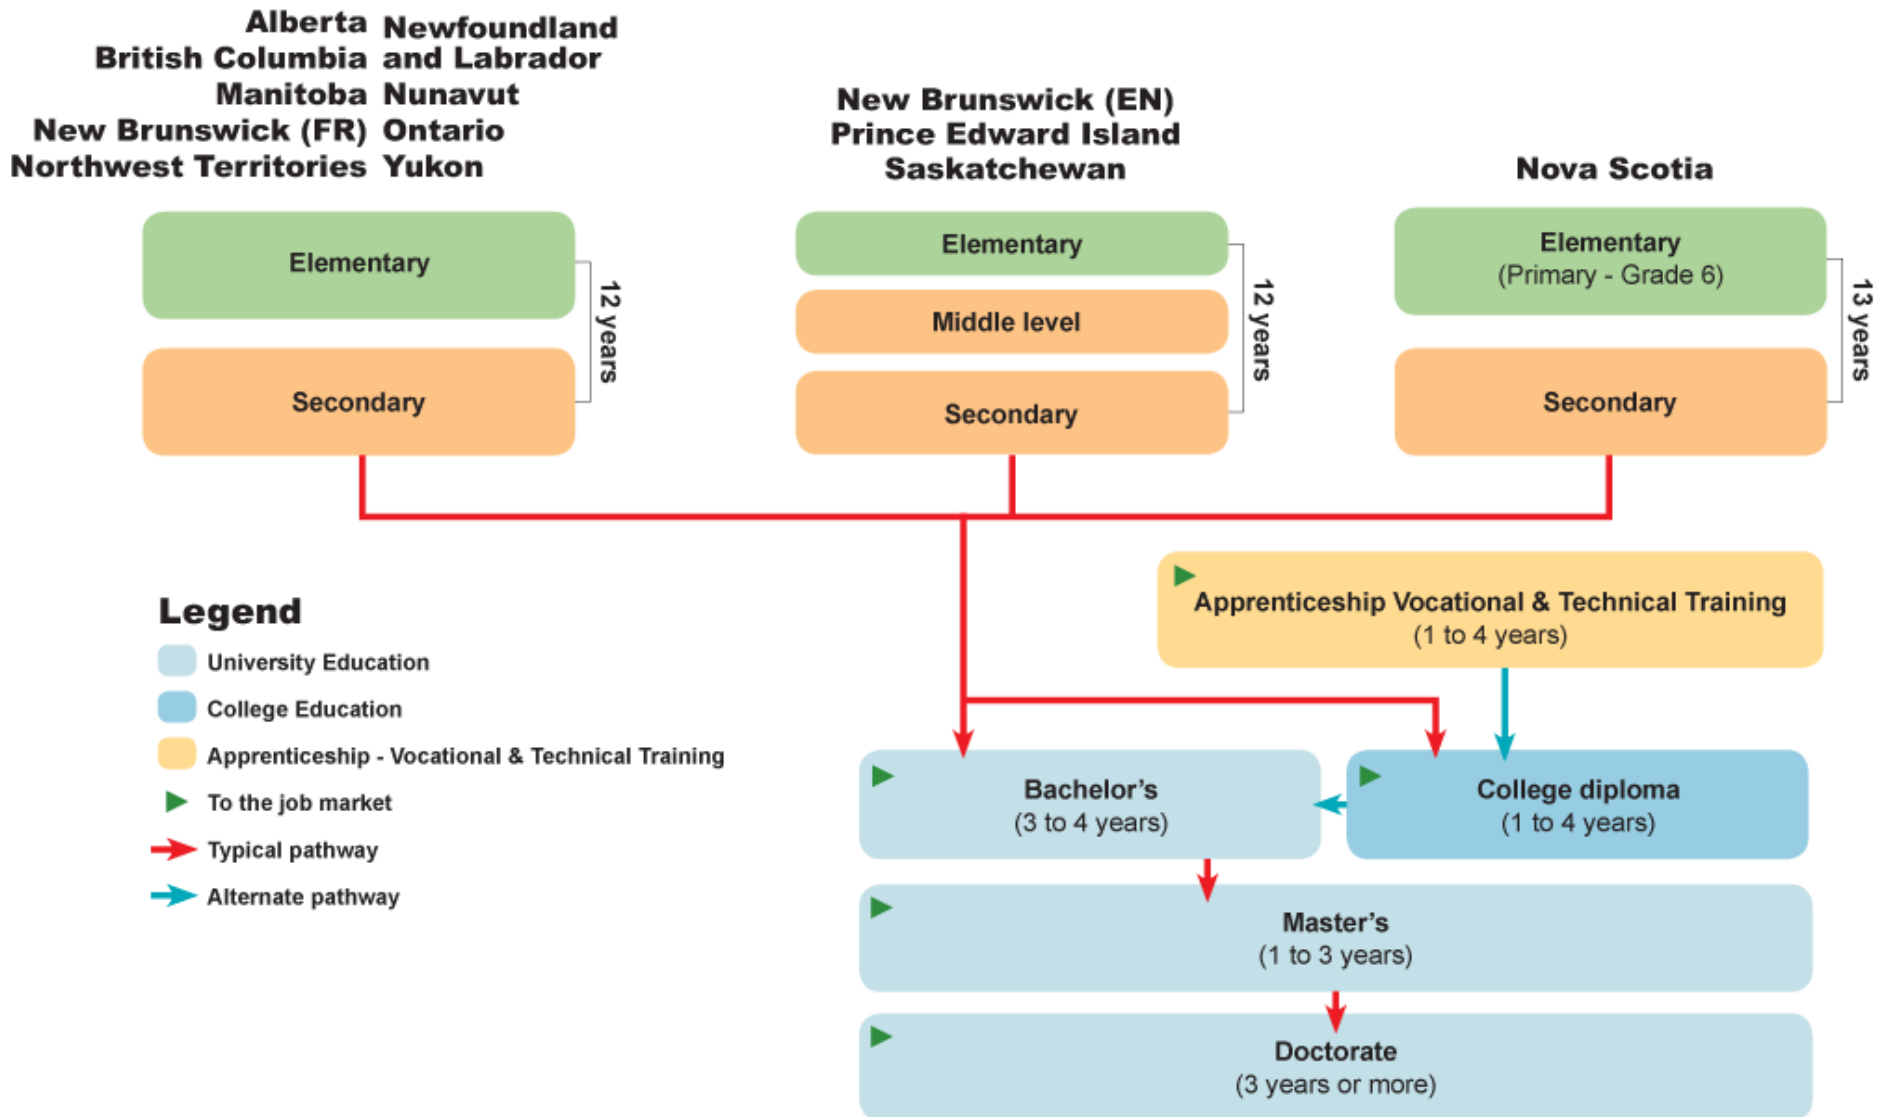 Alberta
British Columbia
Manitoba
New Brunswick (FR)
Northwest Territories
Newfoundland
and Labrador
Nunavut
Ontario
Yukon
New Brunswick (EN)
Prince Edward Island
Saskatchewan
Nova Scotia
Elementary
Secondary
12 years
Elementary
Middle level
Secondary
12 years
Elementary
(Primary - Grade 6)
Secondary
13 years
Apprenticeship Vocational & Technical Training
(1 to 4 years)
Legend
University Education
College Education
Apprenticeship - Vocational & Technical Training
To the job market
Typical pathway
Alternate pathway
Bachelor’s
(3 to 4 years)
College diploma
(1 to 4 years)
Master’s
(1 to 3 years)
Doctorate
(3 years or more)